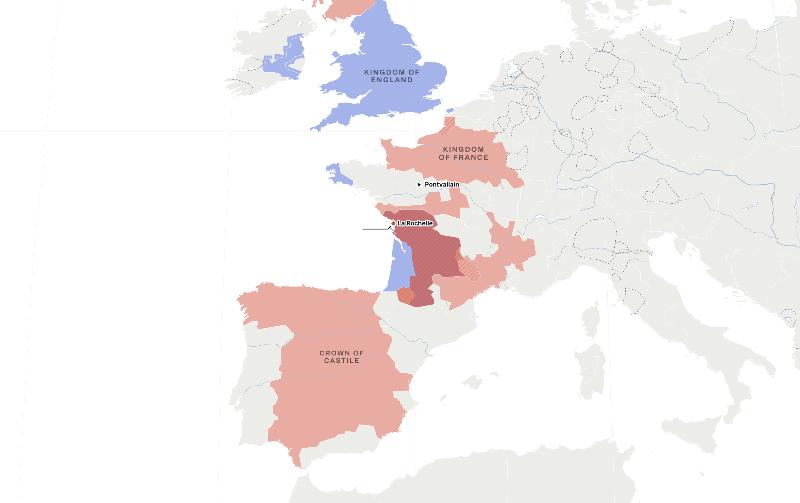 KINGDOM OF
ENGLAND
KINGDOM
OF FRANCE
Pontvallain
La Rochelle
CROWN OF
CASTILE